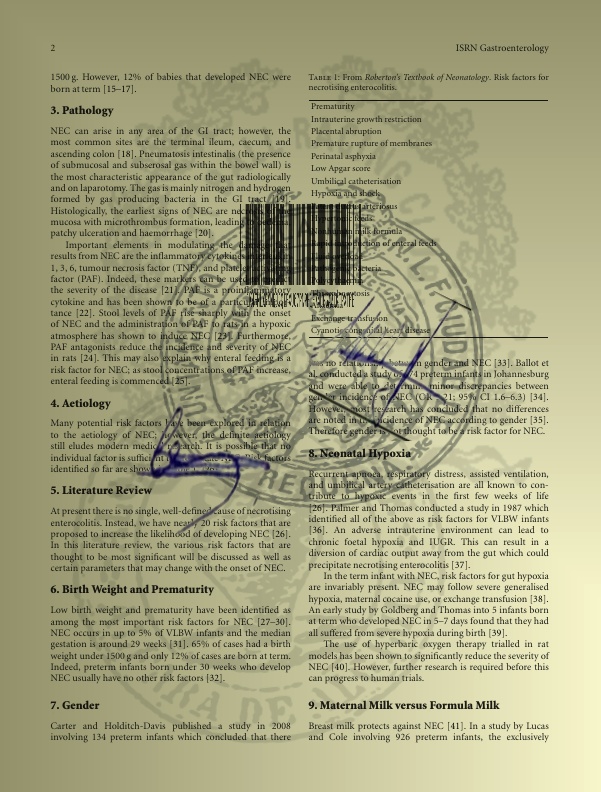 2
ISRN Gastroenterology
1500 g. However, 12% of babies that developed NEC were
born at term [15–17].
3. Pathology
NEC can arise in any area of the GI tract; however, the
most common sites are the terminal ileum, caecum, and
ascending colon [18]. Pneumatosis intestinalis (the presence
of submucosal and subserosal gas within the bowel wall) is
the most characteristic appearance of the gut radiologically
and on laparotomy. The gas is mainly nitrogen and hydrogen
formed by gas producing bacteria in the GI tract [19].
Histologically, the earliest signs of NEC are
mucosa with microthrombus formation, leading to
patchy ulceration and haemorrhage [20].
Important elements in modulating the that
results from NEC are the inflammatory cytokines
1, 3, 6, tumour necrosis factor (TNF), and platelet
factor (PAF). Indeed, these markers can be used
the severity of the disease [21]. PAF is a proinflammatory
cytokine and has been shown to be of a
tance [22]. Stool levels of PAF rise sharply with the onset
of NEC and the administration of PAF to rats in a hypoxic
atmosphere has shown to induce NEC [23]. Furthermore,
PAF antagonists reduce the incidence and severity of NEC
in rats [24]. This may also explain why enteral feeding is a
risk factor for NEC; as stool concentrations of PAF increase,
enteral feeding is commenced [25].
4. Aetiology
Many potential risk factors have been explored in relation
to the aetiology of NEC; however, the definite aetiology
still eludes modern medical research. It is possible that no
individual factor is sufficient factors
identified so far are shown
5. Literature Review
At present there is no single, well-defined cause of necrotising
enterocolitis. Instead, we have nearly 20 risk factors that are
proposed to increase the likelihood of developing NEC [26].
In this literature review, the various risk factors that are
thought to be most significant will be discussed as well as
certain parameters that may change with the onset of NEC.
6. Birth Weight and Prematurity
Low birth weight and prematurity have been identified as
among the most important risk factors for NEC [27–30].
NEC occurs in up to 5% of VLBW infants and the median
gestation is around 29 weeks [31]. 65% of cases had a birth
weight under 1500 g and only 12% of cases are born at term.
Indeed, preterm infants born under 30 weeks who develop
NEC usually have no other risk factors [32].
7. Gender
Carter and Holditch-Davis published a study in 2008
involving 134 preterm infants which concluded that there
Table 1: From Roberton's Textbook of Neonatology. Risk factors for
necrotising enterocolitis.
Prematurity
Intrauterine growth restriction
Placental abruption
Premature rupture of membranes
Perinatal asphyxia
Low Apgar score
Umbilical catheterisation
Hypoxia and shock
arteriosus
feeds
milk formula
Rapid introduction of enteral feeds
bacteria
Exchange transfusion
Cyanotic congenital heart disease
was no relationship between gender and NEC [33]. Ballot et
al. conducted a study of preterm infants in Johannesburg
and were able to determine minor discrepancies between
gender incidence of NEC (OR 21; 95% CI 1.6–6.3) [34].
However, most research has concluded that no differences
are noted in the incidence of NEC according to gender [35].
Therefore gender is not thought to be a risk factor for NEC.
8. Neonatal Hypoxia
Recurrent apnoea, respiratory distress, assisted ventilation,
and umbilical artery catheterisation are all known to con-
tribute to hypoxic events in the first few weeks of life
[26]. Palmer and Thomas conducted a study in 1987 which
identified all of the above as risk factors for VLBW infants
[36]. An adverse intrauterine environment can lead to
chronic foetal hypoxia and IUGR. This can result in a
diversion of cardiac output away from the gut which could
precipitate necrotising enterocolitis [37].
In the term infant with NEC, risk factors for gut hypoxia
are invariably present. NEC may follow severe generalised
hypoxia, maternal cocaine use, or exchange transfusion [38].
An early study by Goldberg and Thomas into 5 infants born
at term who developed NEC in 5–7 days found that they had
all suffered from severe hypoxia during birth [39].
The use of hyperbaric oxygen therapy trialled in rat
models has been shown to significantly reduce the severity of
NEC [40]. However, further research is required before this
can progress to human trials.
9. Maternal Milk versus Formula Milk
Breast milk protects against NEC [41]. In a study by Lucas
and Cole involving 926 preterm infants, the exclusively